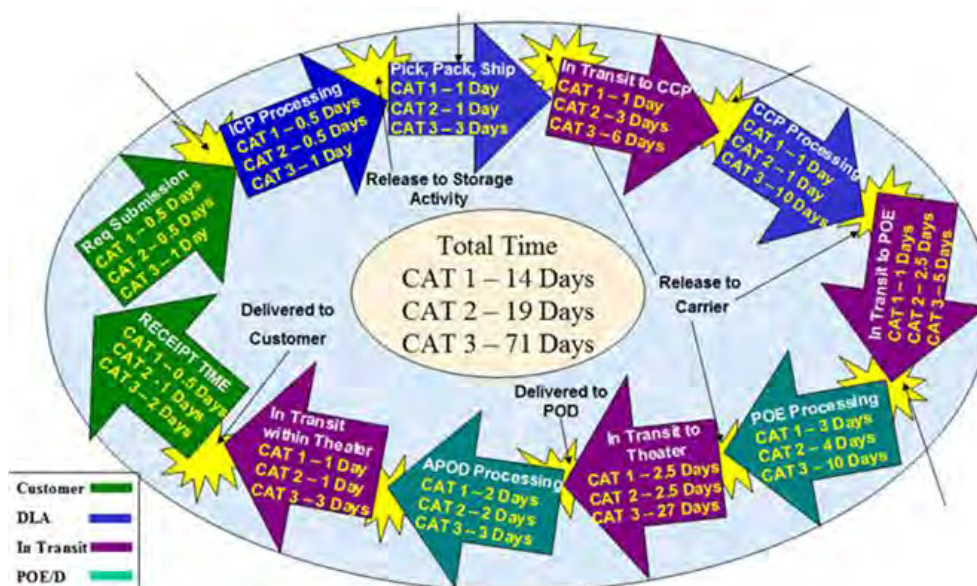 Pick, Pack, Ship
CAT 1 – 1 Day
CAT 2 – 1 Day
CAT 3 – 3 Days
In Transit to CCP
CAT 1 – 1 Day
CAT 2 – 3 Days
CAT 3 – 6 Days
ICP Processing
CAT 1 – 0.5 Days
CAT 2 – 0.5 Days
CAT 3 – 1 Day
CCP Processing
CAT 1 – 1 Day
CAT 2 – 1 Day
CAT 3 – 10 Days
Release to Storage
Activity
Req Submission
CAT 1 – 0.5 Days
CAT 2 – 0.5 Days
CAT 3 – 1 Day
In Transit to POE
CAT 1 – 1 Days
CAT 2 – 2.5 Days
CAT 3 – 5 Days
Total Time
CAT 1 – 14 Days
CAT 2 – 19 Days
CAT 3 – 71 Days
Release to
Carrier
Delivered to
Customer
RECEIPT TIME
CAT 1 – 0.5 Days
CAT 2 - 1 Days
CAT 3 – 2 Days
Delivered to
POD
POE Processing
CAT 1 – 3 Days
CAT 2 – 4 Days
CAT 3 – 10 Days
In Transit to
Theater
CAT 1 – 2.5 Days
CAT 2 – 2.5 Days
CAT 3 – 27 Days
APOD Processing
CAT 1 – 2 Days
CAT 2 – 2 Days
CAT 3 – 3 Days
In Transit
within Theater
CAT 1 – 1 Day
CAT 2 – 1 Day
CAT 3 – 3 Days
Customer
DLA
In Transit
POE/D